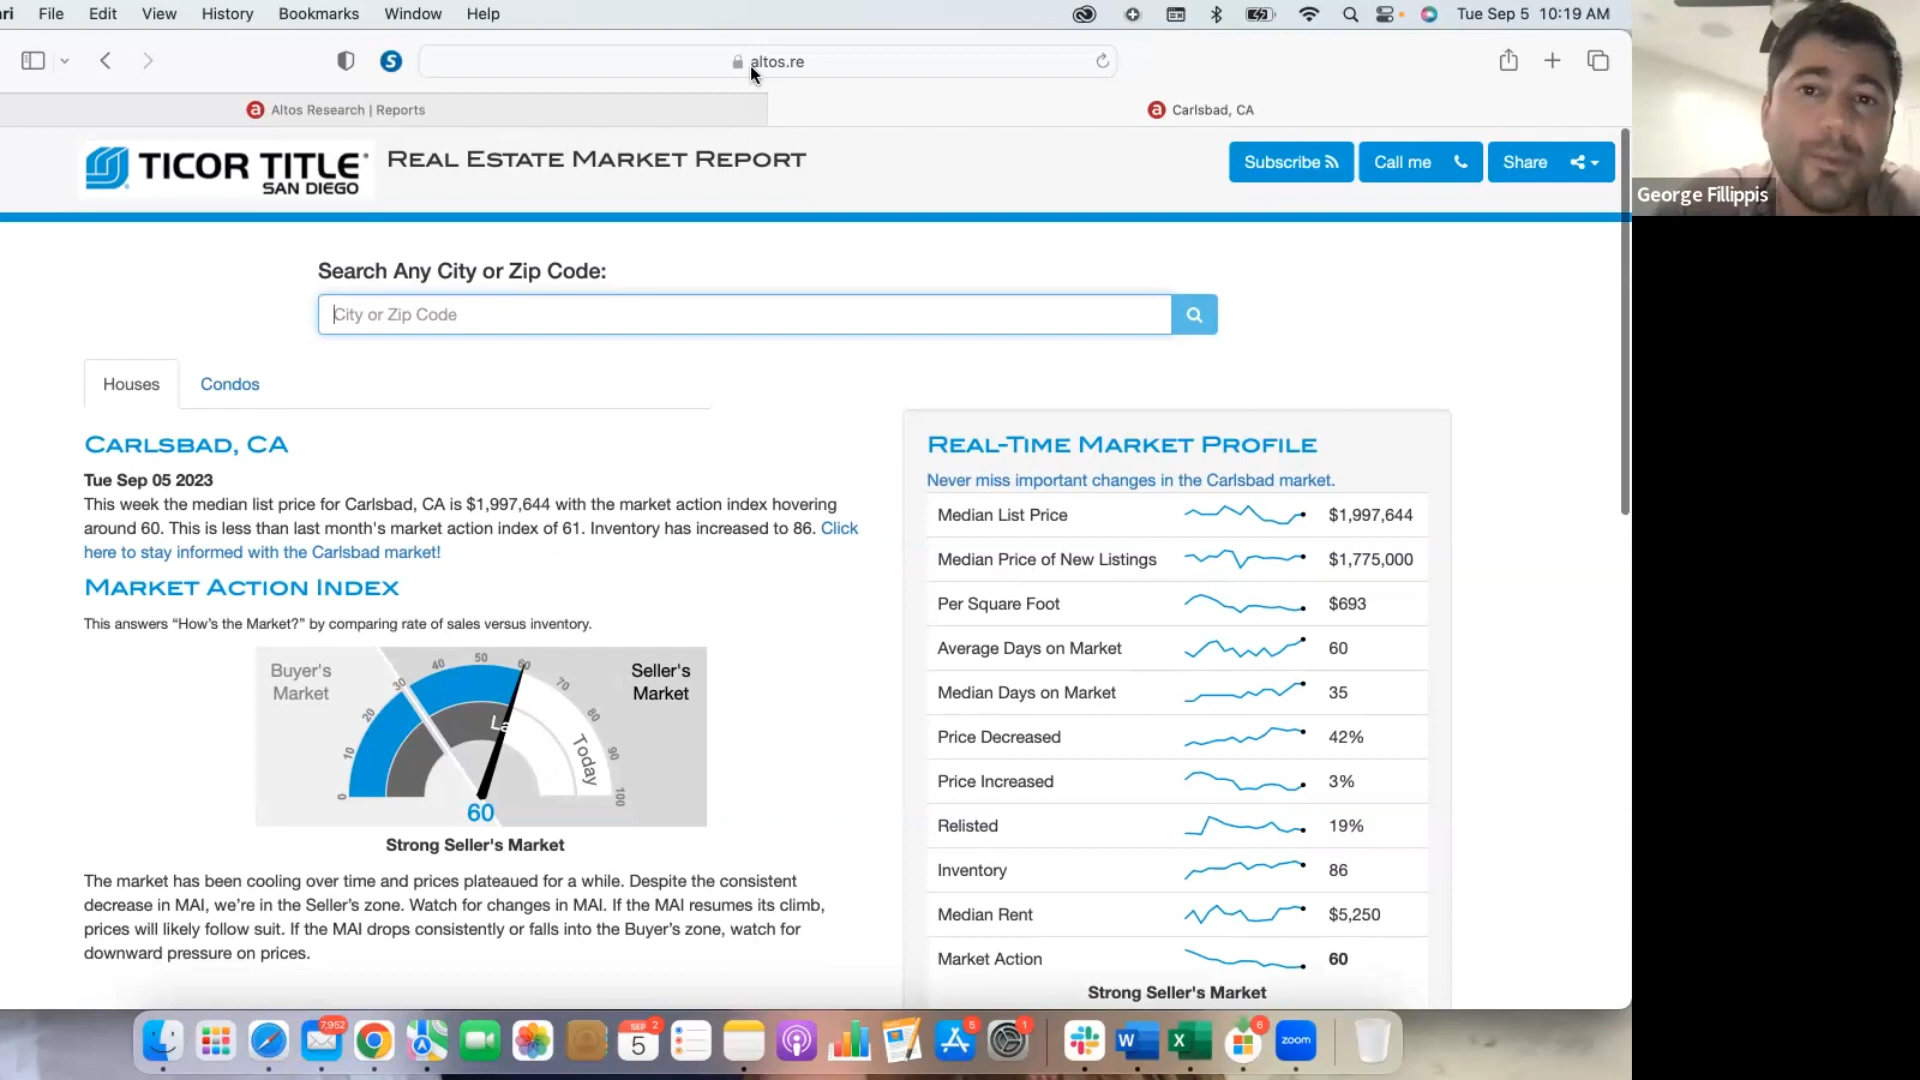 ri File Edit View History Bookmarks Window Help Tue Sep 5 10:19 AM
altos.re
Altos Research | Reports
Carlsbad, CA
TICOR TITLE
SAN DIEGO
REAL ESTATE MARKET REPORT
Subscribe
Call me
Share
George Fillippis
Search Any City or Zip Code:
City or Zip Code
Houses
Condos
CARLSBAD, CA
Tue Sep 05 2023
This week the median list price for Carlsbad, CA is $1,997,644 with the market action index hovering
around 60. This is less than last month's market action index of 61. Inventory has increased to 86. Click
here to stay informed with the Carlsbad market!
MARKET ACTION INDEX
This answers “How’s the Market?” by comparing rate of sales versus inventory.
Buyer's
Market
Seller's
Market
0 10 20 30 40 50 60 70 80 90 100
La
Today
60
Strong Seller's Market
The market has been cooling over time and prices plateaued for a while. Despite the consistent
decrease in MAI, we’re in the Seller’s zone. Watch for changes in MAI. If the MAI resumes its climb,
prices will likely follow suit. If the MAI drops consistently or falls into the Buyer’s zone, watch for
downward pressure on prices.
REAL-TIME MARKET PROFILE
Never miss important changes in the Carlsbad market.
Median List Price $1,997,644
Median Price of New Listings $1,775,000
Per Square Foot $693
Average Days on Market 60
Median Days on Market 35
Price Decreased 42%
Price Increased 3%
Relisted 19%
Inventory 86
Median Rent $5,250
Market Action 60
Strong Seller's Market
7,952
SEP
5
2
5
1
W
X
6
zoom